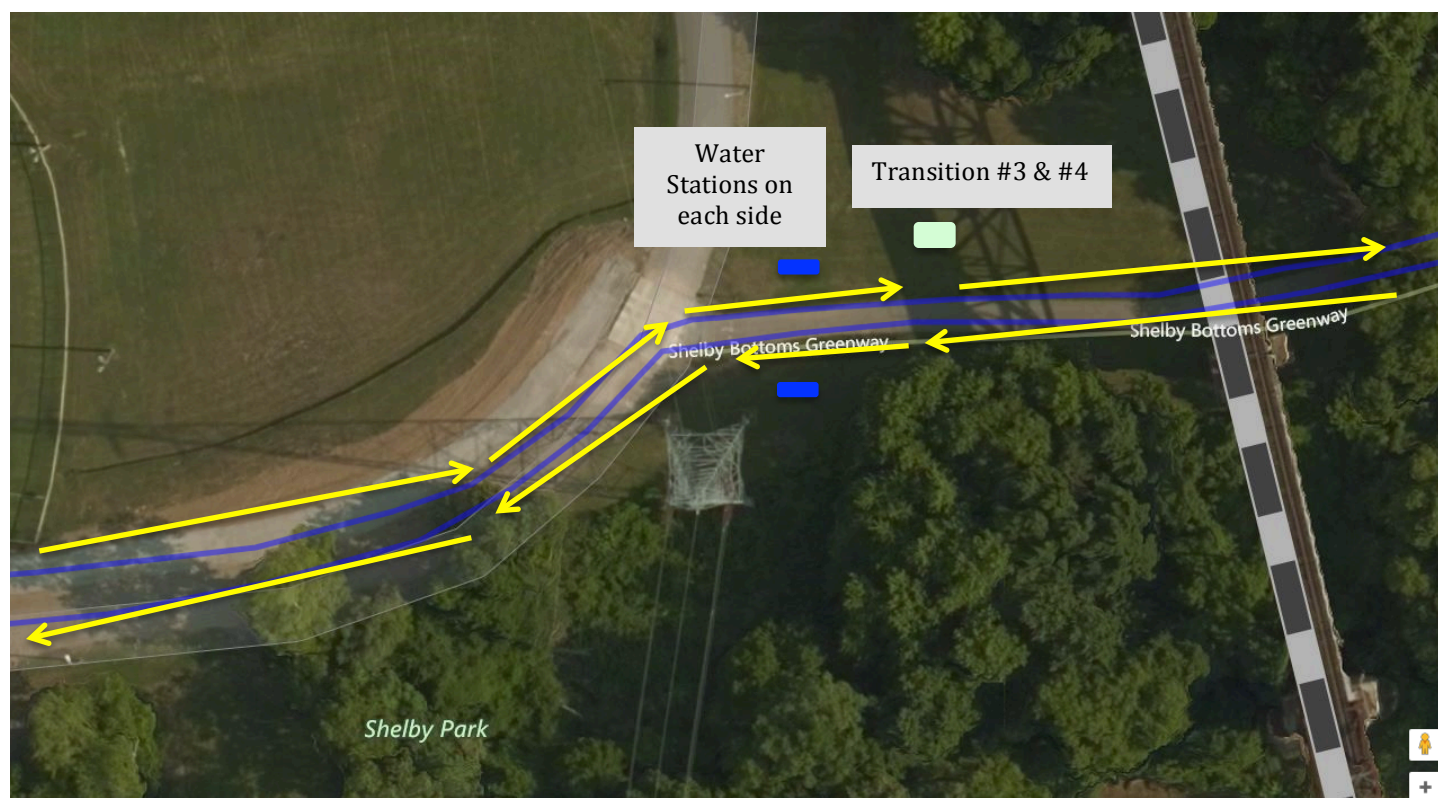 Water
Stations on
each side
Transition #3 & #4
Shelby Bottoms Greenway
Shelby Bottoms Greenway
Shelby Park
+